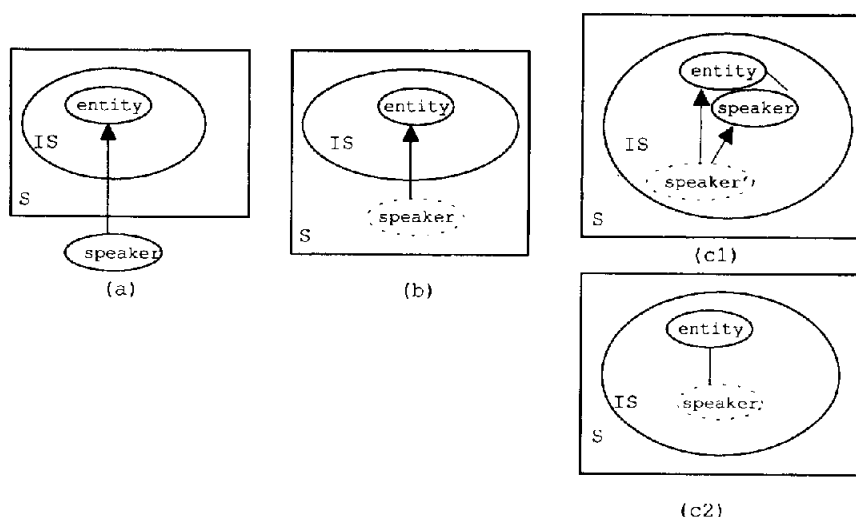 entity
IS
S
speaker
(a)
entity
IS
S
speaker
(b)
entity
speaker
IS
speaker'
S
(c1)
entity
IS
speaker
S
(c2)